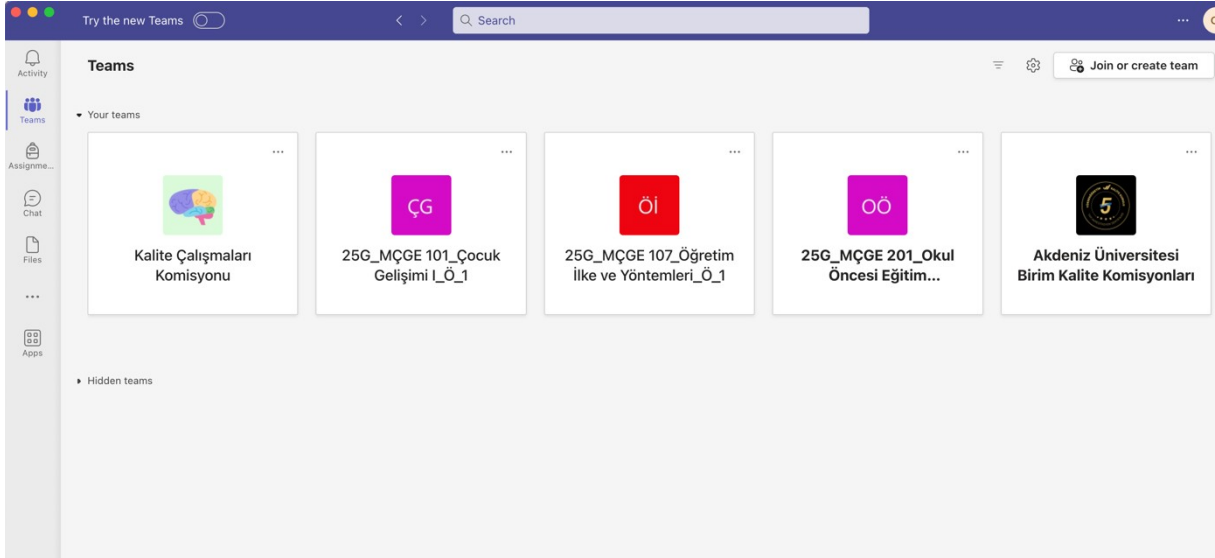 Try the new Teams
Search
Activity
Teams
Assignme...
Chat
Files
Apps
Teams
Join or create team
Your teams
Kalite Çalışmaları
Komisyonu
ÇG
25G_MÇGE 101_Çocuk
Gelişimi I_Ö_1
Öİ
25G_MÇGE 107_Öğretim
İlke ve Yöntemleri_Ö_1
OÖ
25G_MÇGE 201_Okul
Öncesi Eğitim...
5
Akdeniz Üniversitesi
Birim Kalite Komisyonları
Hidden teams